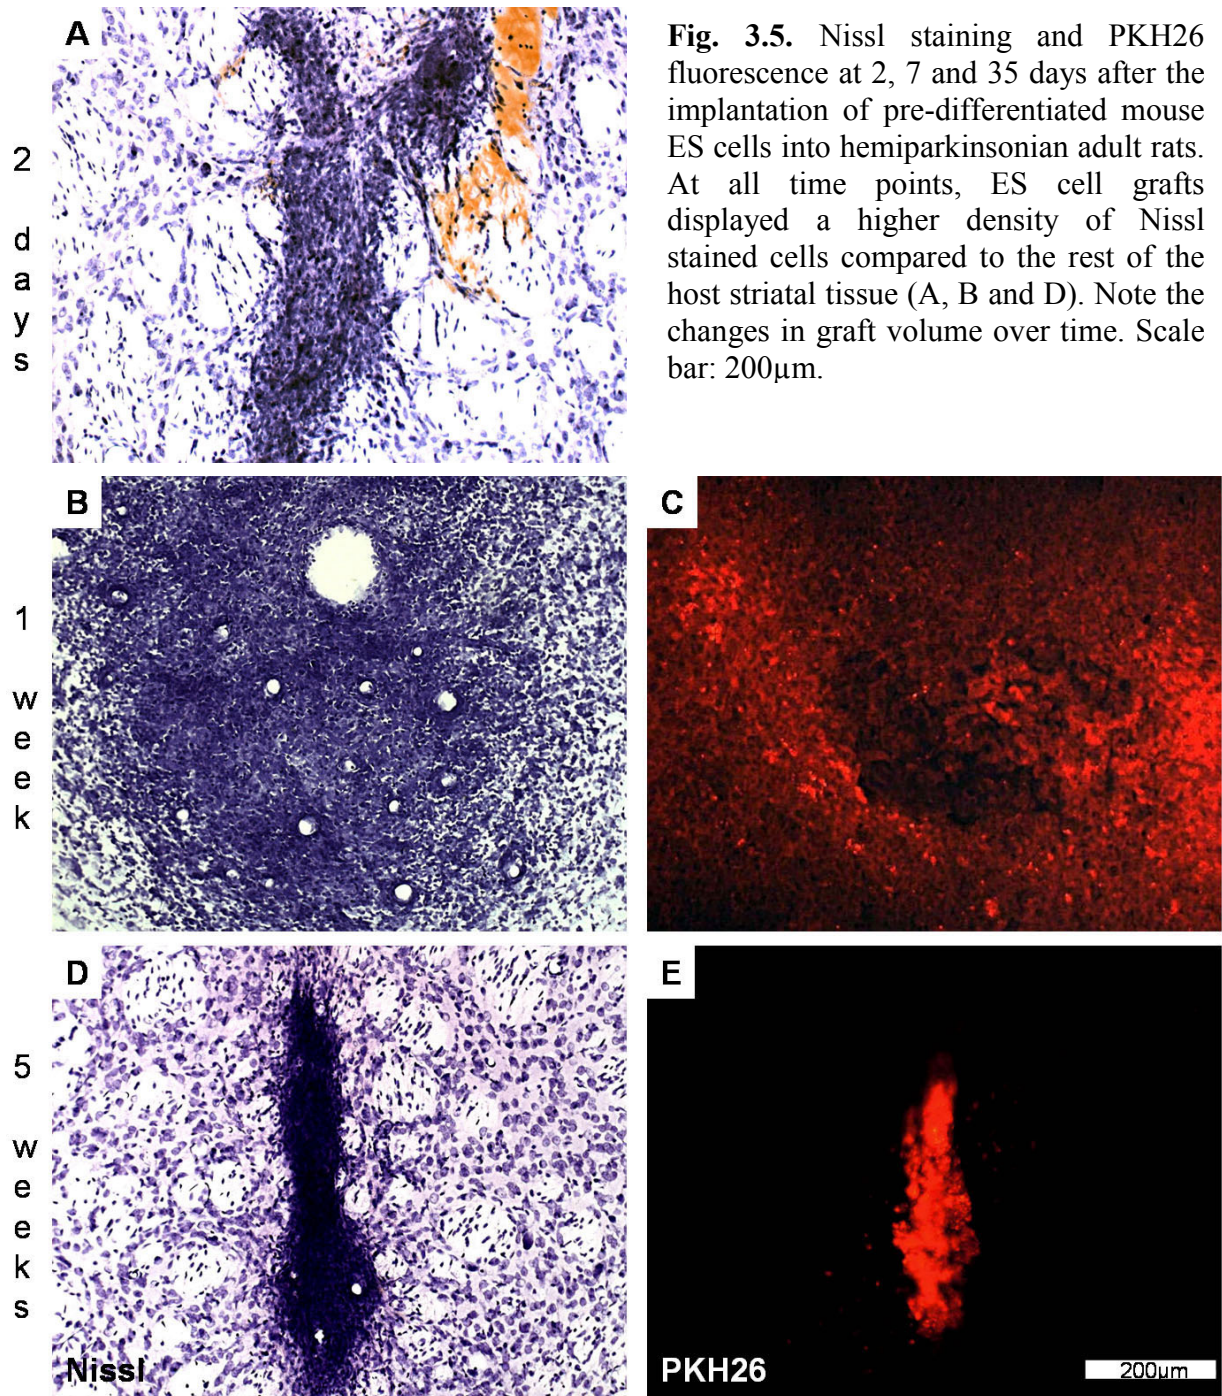 A
Fig. 3.5. Nissl staining and PKH26
fluorescence at 2, 7 and 35 days after the
implantation of pre-differentiated mouse
ES cells into hemiparkinsonian adult rats.
At all time points, ES cell grafts
displayed a higher density of Nissl
stained cells compared to the rest of the
host striatal tissue (A, B and D). Note the
changes in graft volume over time. Scale
bar: 200µm.
2 days
B
C
1 week
D
E
5 weeks
Nissl
PKH26
200µm